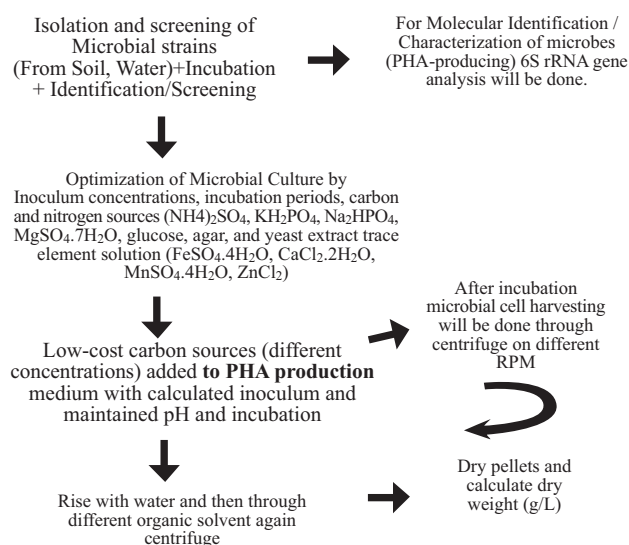 Isolation and screening of
Microbial strains
(From Soil, Water)+Incubation
+ Identification/Screening
For Molecular Identification /
Characterization of microbes
(PHA-producing) 6S rRNA gene
analysis will be done.
Optimization of Microbial Culture by
Inoculum concentrations, incubation periods, carbon
and nitrogen sources (NH4)₂SO₄, KH₂PO₄, Na₂HPO₄,
MgSO₄.7H₂O, glucose, agar, and yeast extract trace
element solution (FeSO₄.4H₂O, CaCl₂.2H₂O,
MnSO₄.4H₂O, ZnCl₂)
After incubation
microbial cell harvesting
will be done through
centrifuge on different
RPM
Low-cost carbon sources (different
concentrations) added to PHA production
medium with calculated inoculum and
maintained pH and incubation
Dry pellets and
calculate dry
weight (g/L)
Rise with water and then through
different organic solvent again
centrifuge